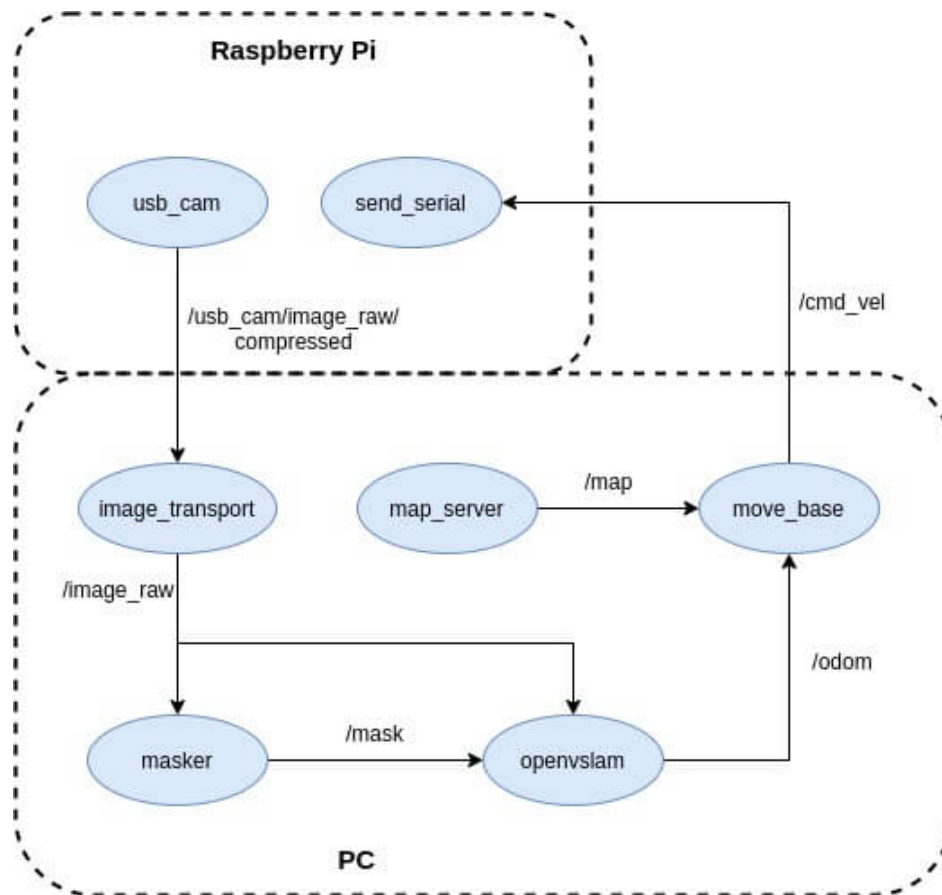 Raspberry Pi
usb_cam
send_serial
/usb_cam/image_raw/
compressed
/cmd_vel
image_transport
map_server
/map
move_base
/image_raw
/odom
masker
/mask
openvslam
PC